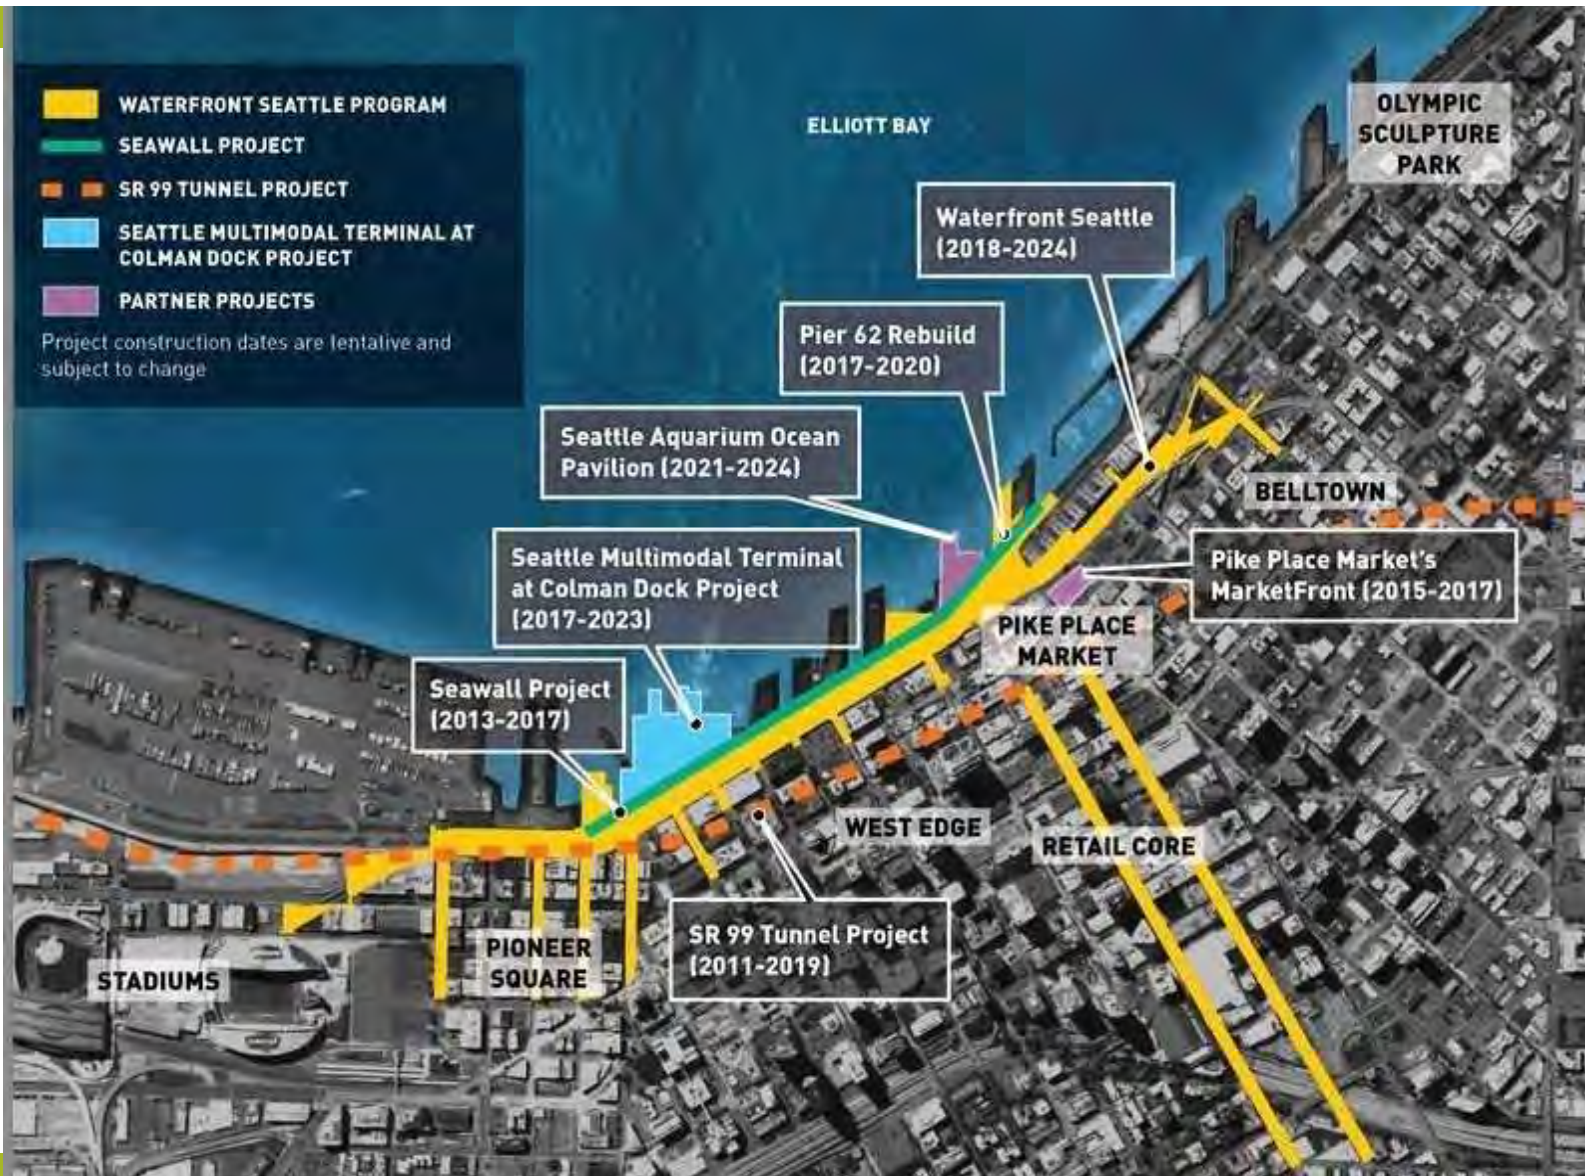 WATERFRONT SEATTLE PROGRAM
SEAWALL PROJECT
SR 99 TUNNEL PROJECT
SEATTLE MULTIMODAL TERMINAL AT
COLMAN DOCK PROJECT
PARTNER PROJECTS
Project construction dates are tentative and
subject to change
ELLIOTT BAY
OLYMPIC
SCULPTURE
PARK
Waterfront Seattle
(2018-2024)
Pier 62 Rebuild
(2017-2020)
Seattle Aquarium Ocean
Pavilion (2021-2024)
BELLTOWN
Seattle Multimodal Terminal
at Colman Dock Project
(2017-2023)
Pike Place Market's
MarketFront (2015-2017)
PIKE PLACE
MARKET
Seawall Project
(2013-2017)
WEST EDGE
RETAIL CORE
SR 99 Tunnel Project
(2011-2019)
PIONEER
SQUARE
STADIUMS